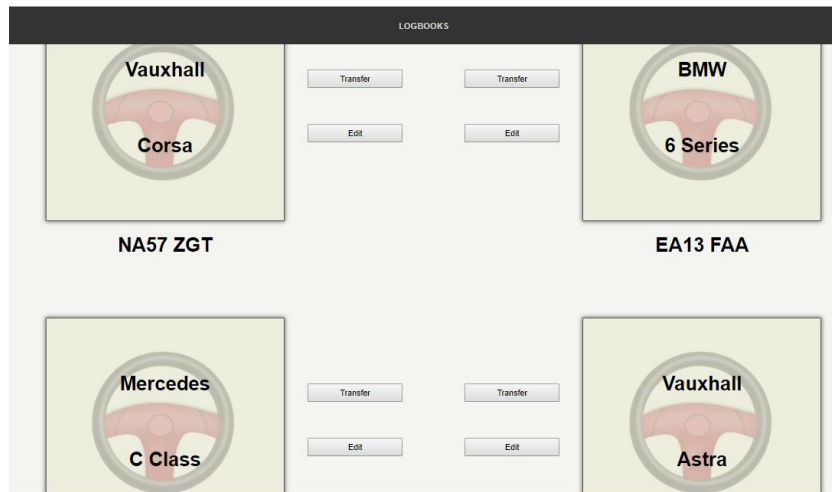 LOGBOOKS
Vauxhall
Transfer
Transfer
BMW
Corsa
Edit
Edit
6 Series
NA57 ZGT
EA13 FAA
Mercedes
Transfer
Transfer
Vauxhall
C Class
Edit
Edit
Astra